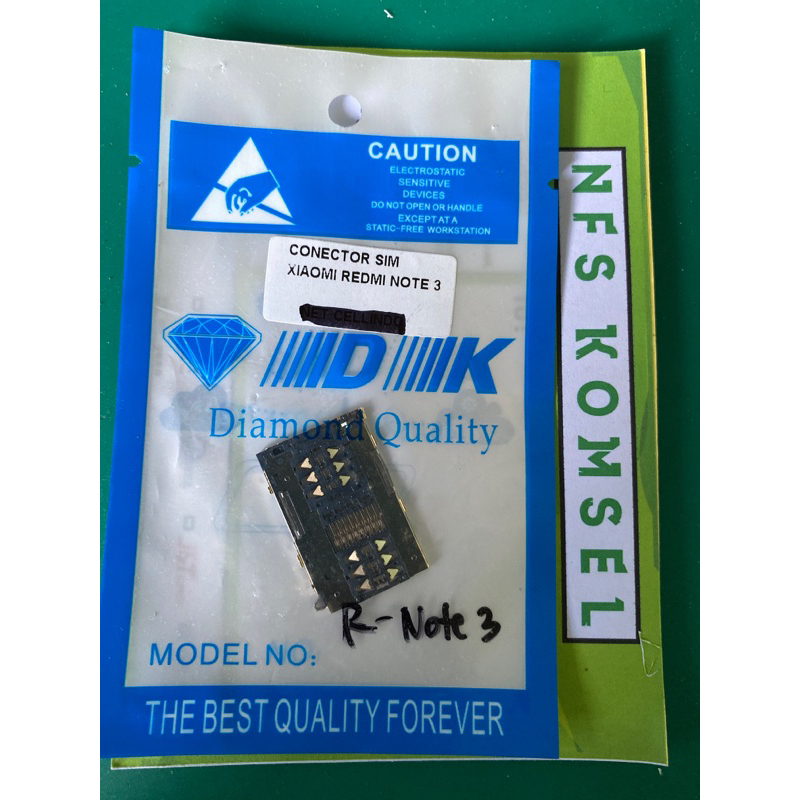 CAUTION
ELECTROSTATIC
SENSITIVE
DEVICES
DO NOT OPEN OR HANDLE
EXCEPT AT A
STATIC-FREE WORKSTATION
CONECTOR SIM
XIAOMI REDMI NOTE 3
DK
Diamond Quality
R-Note 3
MODEL NO:
THE BEST QUALITY FOREVER
NFS KOMSEL